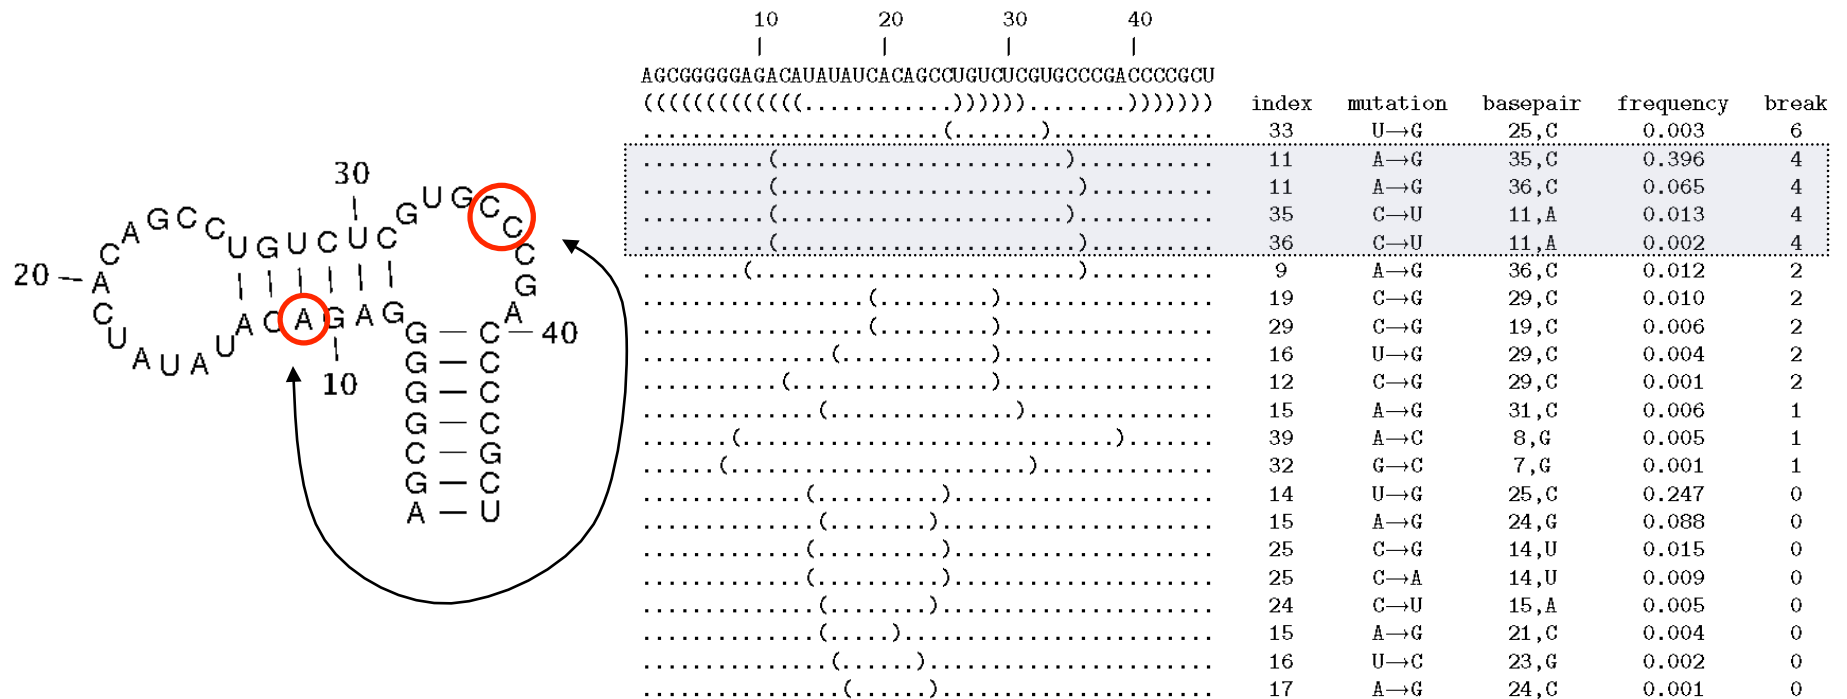 10 20 30 40
AGCGGGGGAGACAUAUAUCACAGCCUGUCUCGUGCCCGACCCCGCU
(((((((((((((............))))))........))))))) index mutation basepair frequency break
........................(.......)............. 33 U→G 25,C 0.003 6
..........(.......................)........... 11 A→G 35,C 0.396 4
..........(........................).......... 11 A→G 36,C 0.065 4
..........(.......................)........... 35 C→U 11,A 0.013 4
..........(........................).......... 36 C→U 11,A 0.002 4
........(..........................).......... 9 A→G 36,C 0.012 2
..................(.........)................. 19 C→G 29,C 0.010 2
..................(.........)................. 29 C→G 19,C 0.006 2
...............(............)................. 16 U→G 29,C 0.004 2
...........(................)................. 12 C→G 29,C 0.001 2
..............(...............)............... 15 A→G 31,C 0.006 1
.......(..............................)....... 39 A→C 8,G 0.005 1
......(........................).............. 32 G→C 7,G 0.001 1
.............(..........)..................... 14 U→G 25,C 0.247 0
..............(........)...................... 15 A→G 24,G 0.088 0
.............(..........)..................... 25 C→G 14,U 0.015 0
.............(..........)..................... 25 C→A 14,U 0.009 0
..............(........)...................... 24 C→U 15,A 0.005 0
..............(.....)......................... 15 A→G 21,C 0.004 0
...............(......)....................... 16 U→C 23,G 0.002 0
................(......)...................... 17 A→G 24,C 0.001 0
30
20
10
40
A C A G C C U G U C U C G U G C C C G A
C U A U A U A C A G A G
G C
G C
G C
G C
C G
G C
A U